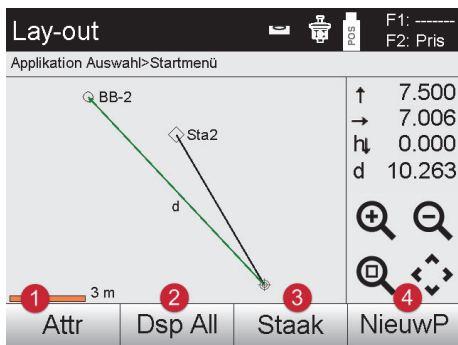 Lay-out
POS
F1: -------
F2: Pris
Applikation Auswahl>Startmenü
BB-2
Sta2
d
3 m
↑ 7.500
→ 7.006
h 0.000
d 10.263
1
2
3
4
Attr
Dsp All
Staak
NieuwP